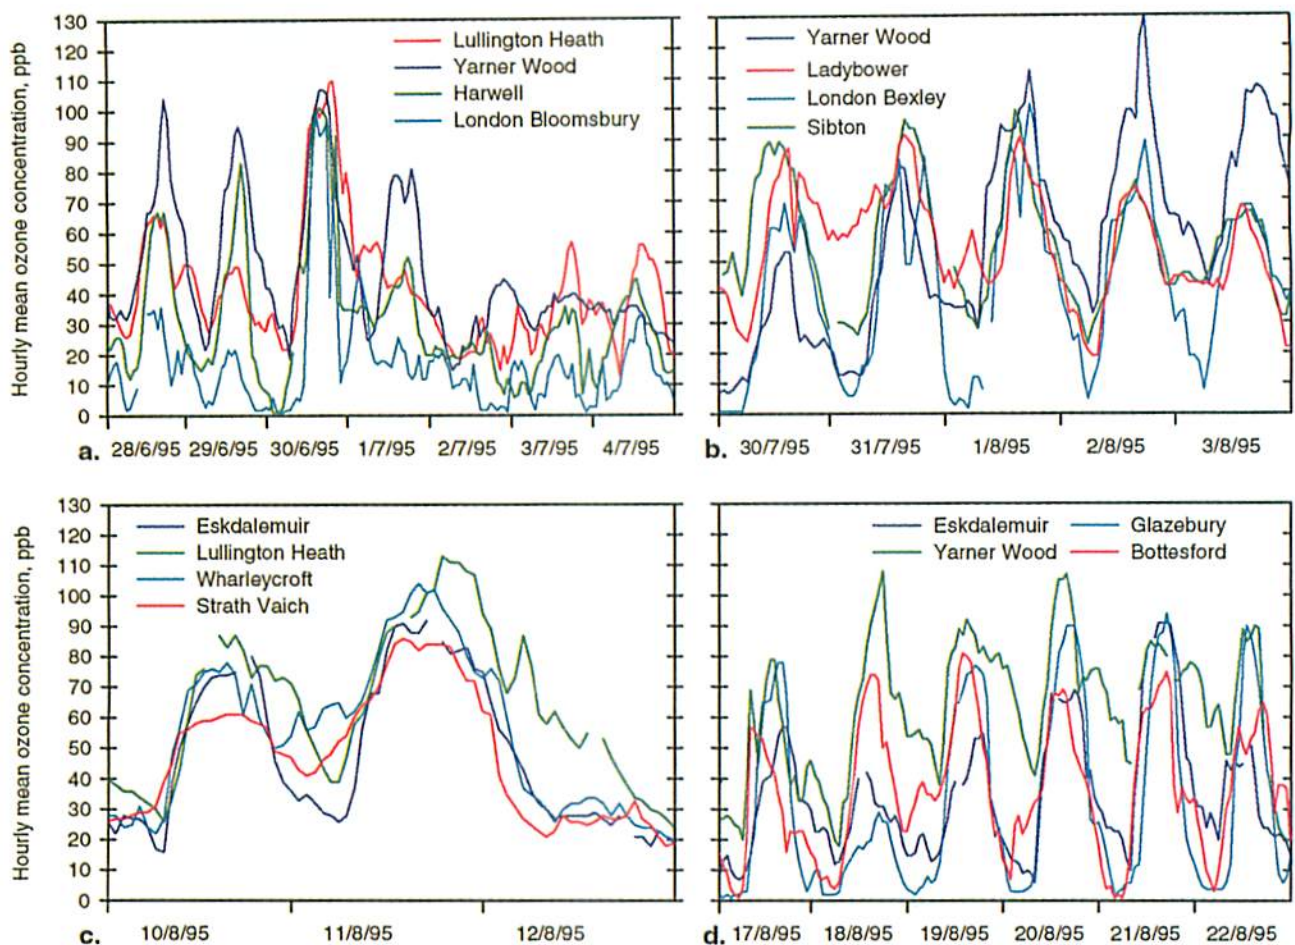 Hourly mean ozone concentration, ppb
130
120
110
100
90
80
70
60
50
40
30
20
10
0
Lullington Heath
Yarner Wood
Harwell
London Bloomsbury
a. 28/6/95 29/6/95 30/6/95 1/7/95 2/7/95 3/7/95 4/7/95
Yarner Wood
Ladybower
London Bexley
Sibton
b. 30/7/95 31/7/95 1/8/95 2/8/95 3/8/95
Hourly mean ozone concentration, ppb
130
120
110
100
90
80
70
60
50
40
30
20
10
0
Eskdalemuir
Lullington Heath
Wharleycroft
Strath Vaich
c. 10/8/95 11/8/95 12/8/95
Eskdalemuir Glazebury
Yarner Wood Bottesford
d. 17/8/95 18/8/95 19/8/95 20/8/95 21/8/95 22/8/95